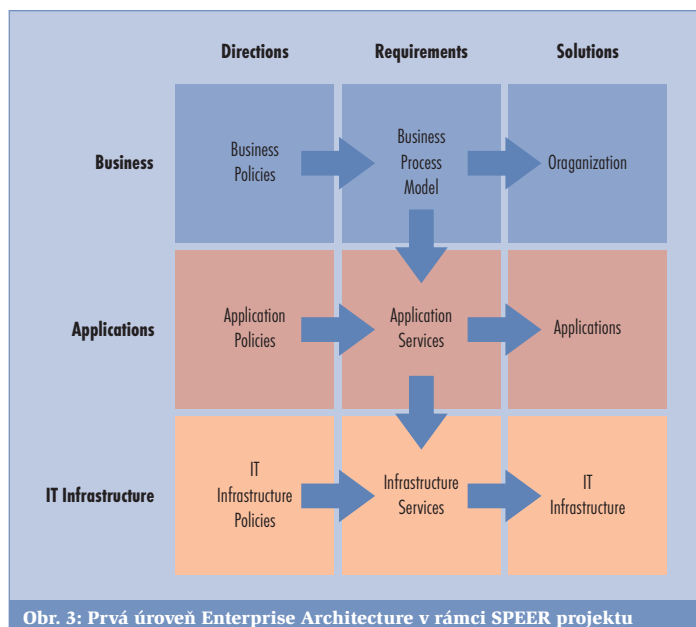 Directions Requirements Solutions
Business
Business
Policies
Business
Process
Model
Oraganization
Applications
Application
Policies
Application
Services
Applications
IT Infrastructure
IT
Infrastructure
Policies
Infrastructure
Services
IT
Infrastructure
Obr. 3: Prvá úroveň Enterprise Architecture v rámci SPEER projektu